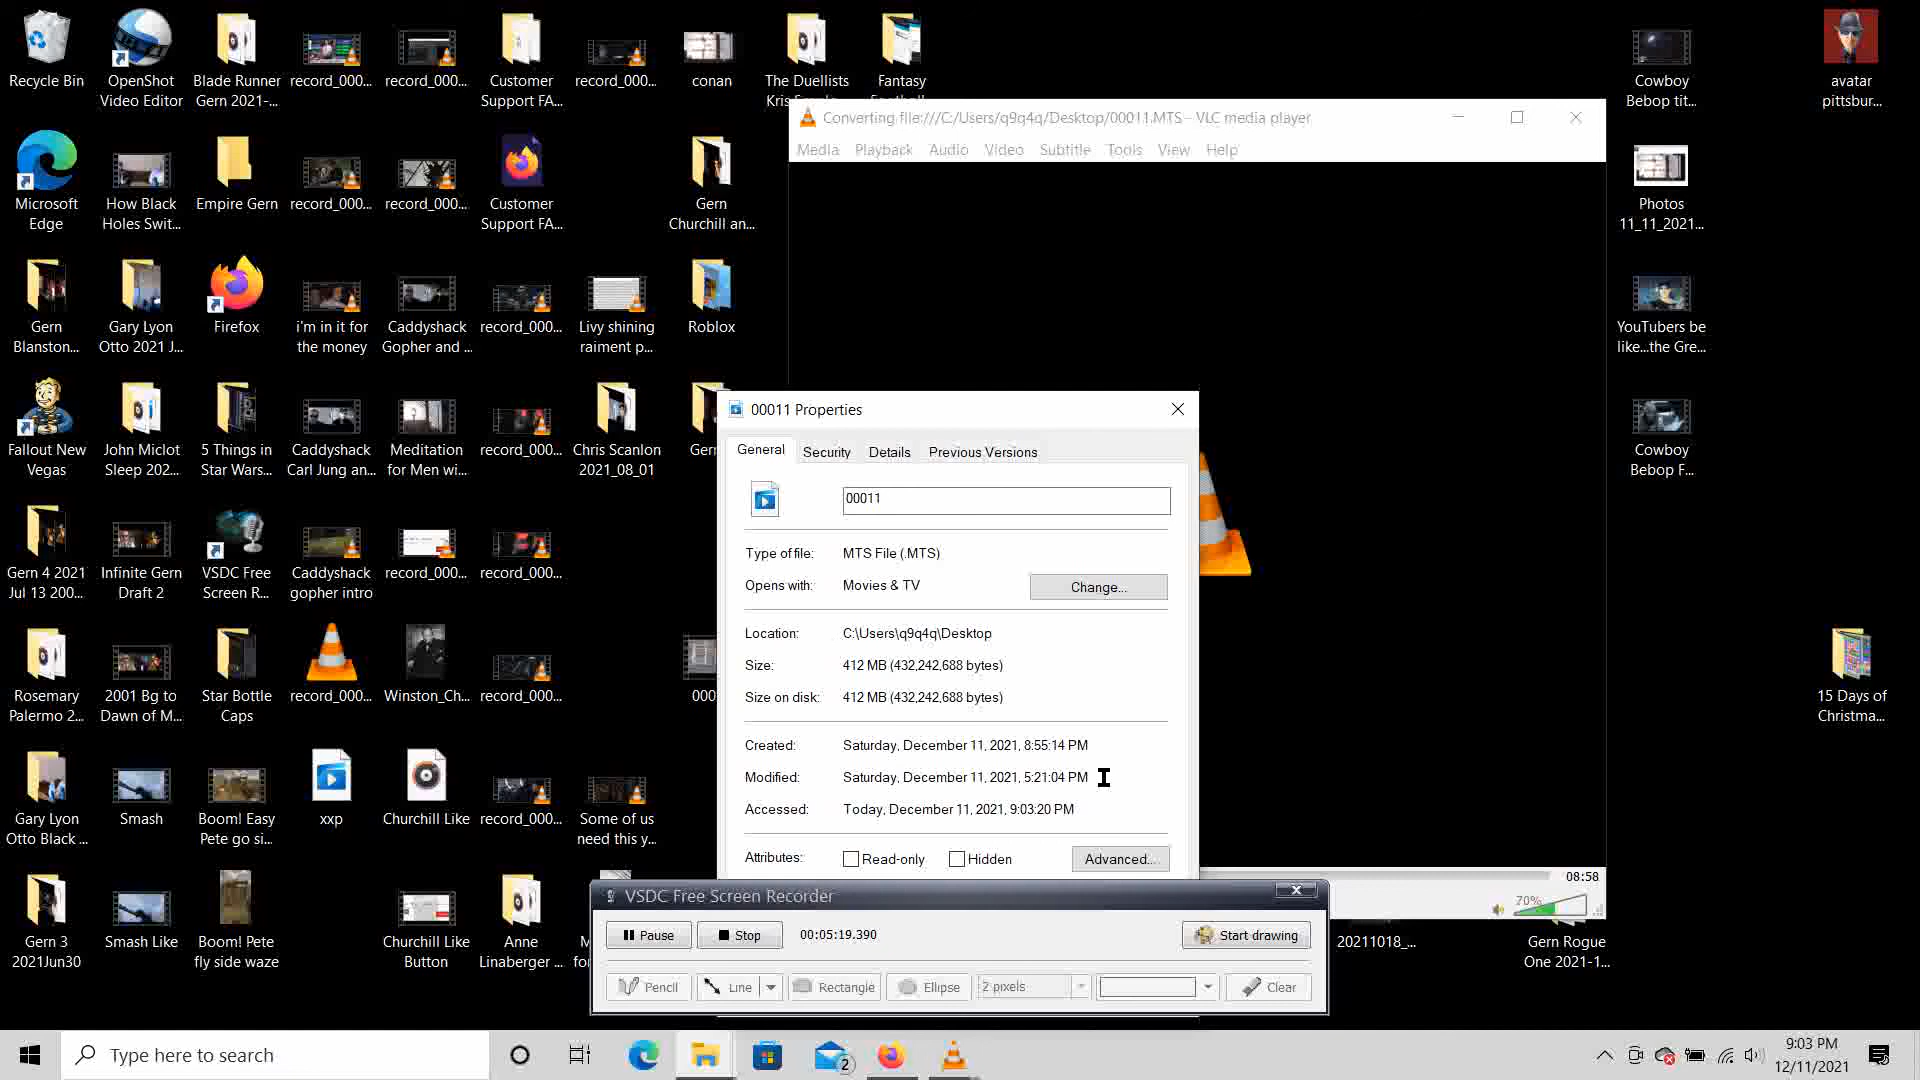 Recycle Bin
OpenShot
Video Editor
Blade Runner
Gern 2021-...
record_000...
record_000...
Customer
Support FA...
record_000...
conan
The Duellists
Fantasy
Cowboy
Bebop tit...
avatar
pittsbur...
Converting file:///C:/Users/q9q4q/Desktop/00011.MTS - VLC media player
Media Playback Audio Video Subtitle Tools View Help
Microsoft
Edge
How Black
Holes Swit...
Empire Gern
record_000...
record_000...
Customer
Support FA...
Gern
Churchill an...
Photos
11_11_2021...
Gern
Blanston...
Gary Lyon
Otto 2021 J...
Firefox
i'm in it for
the money
Caddyshack
Gopher and ...
record_000...
Livy shining
raiment p...
Roblox
YouTubers be
like...the Gre...
Fallout New
Vegas
John Miclot
Sleep 202...
5 Things in
Star Wars...
Caddyshack
Carl Jung an...
Meditation
for Men wi...
record_000...
Chris Scanlon
2021_08_01
Ger
Cowboy
Bebop F...
00011 Properties
General Security Details Previous Versions
00011
Type of file: MTS File (.MTS)
Opens with: Movies & TV
Change...
Location: C:\Users\q9q4q\Desktop
Size: 412 MB (432,242,688 bytes)
Size on disk: 412 MB (432,242,688 bytes)
Created: Saturday, December 11, 2021, 8:55:14 PM
Modified: Saturday, December 11, 2021, 5:21:04 PM
Accessed: Today, December 11, 2021, 9:03:20 PM
Attributes: Read-only Hidden Advanced...
Gern 4 2021
Jul 13 200...
Infinite Gern
Draft 2
VSDC Free
Screen R...
Caddyshack
gopher intro
record_000...
record_000...
Rosemary
Palermo 2...
2001 Bg to
Dawn of M...
Star Bottle
Caps
record_000...
Winston_Ch...
record_000...
000
15 Days of
Christma...
Gary Lyon
Otto Black ...
Smash
Boom! Easy
Pete go si...
xxp
Churchill Like
record_000...
Some of us
need this y...
Gern 3
2021Jun30
Smash Like
Boom! Pete
fly side waze
Churchill Like
Button
Anne
Linaberger ...
20211018_...
Gern Rogue
One 2021-1...
08:58
70%
VSDC Free Screen Recorder
Pause Stop 00:05:19.390 Start drawing
Pencil Line Rectangle Ellipse 2 pixels Clear
Type here to search
2
9:03 PM
12/11/2021